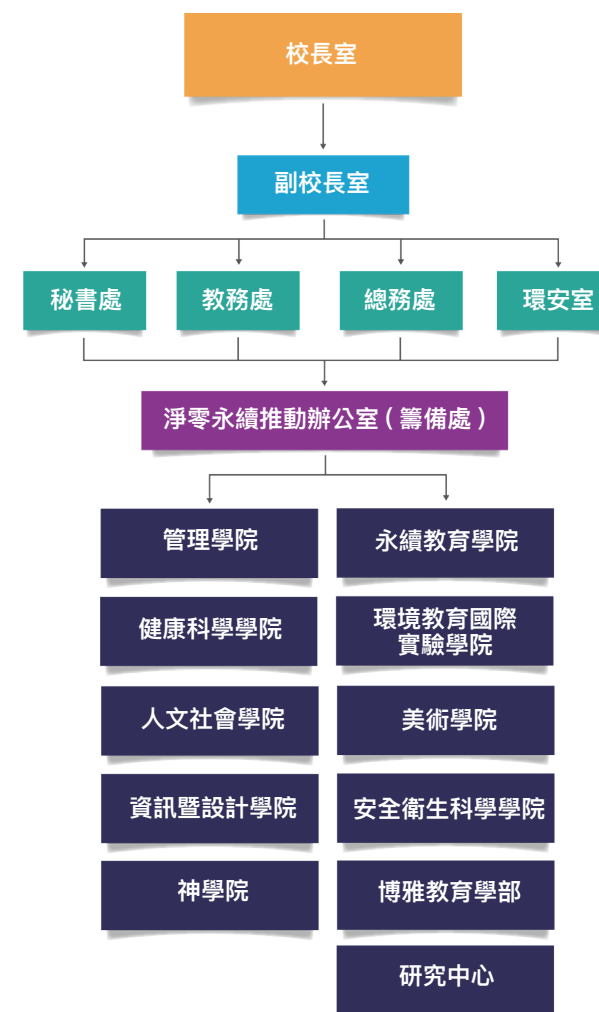 校長室
副校長室
秘書處
教務處
總務處
環安室
淨零永續推動辦公室(籌備處)
管理學院
永續教育學院
健康科學學院
環境教育國際
實驗學院
人文社會學院
美術學院
資訊暨設計學院
安全衛生科學學院
神學院
博雅教育學部
研究中心